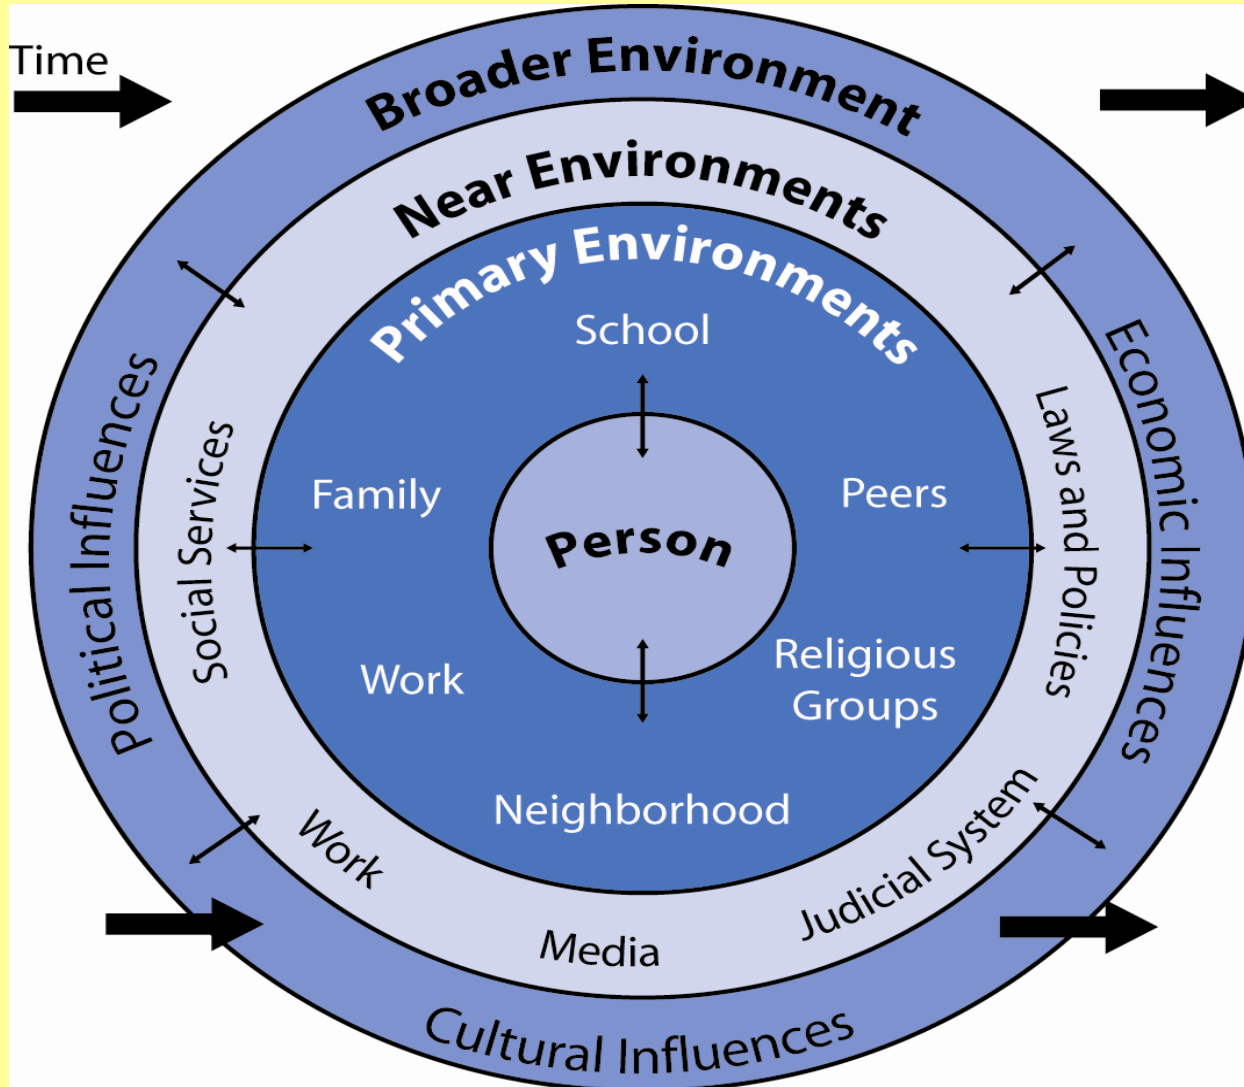 Time
Broader Environment
Near Environments
Primary Environments
School
Family
Peers
Person
Work
Religious
Groups
Neighborhood
Social Services
Laws and Policies
Work
Media
Judicial System
Political Influences
Economic Influences
Cultural Influences